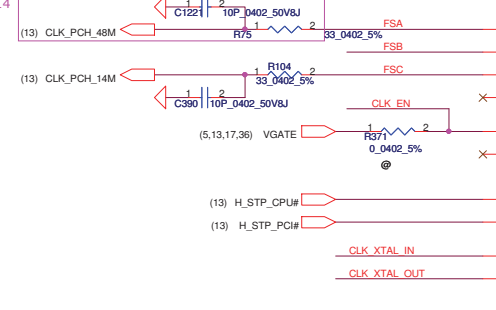 14
C1221 1 2 10P_0402_50V8J
(13) CLK_PCH_48M
R75 1 2 33_0402_5%
FSA
FSB
R104
(13) CLK_PCH_14M
1 2
33_0402_5%
FSC
1 2
C390 10P_0402_50V8J
CLK_EN
(5,13,17,36) VGATE
1 2
R371
0_0402_5%
@
(13) H_STP_CPU#
(13) H_STP_PCI#
CLK_XTAL_IN
CLK_XTAL_OUT